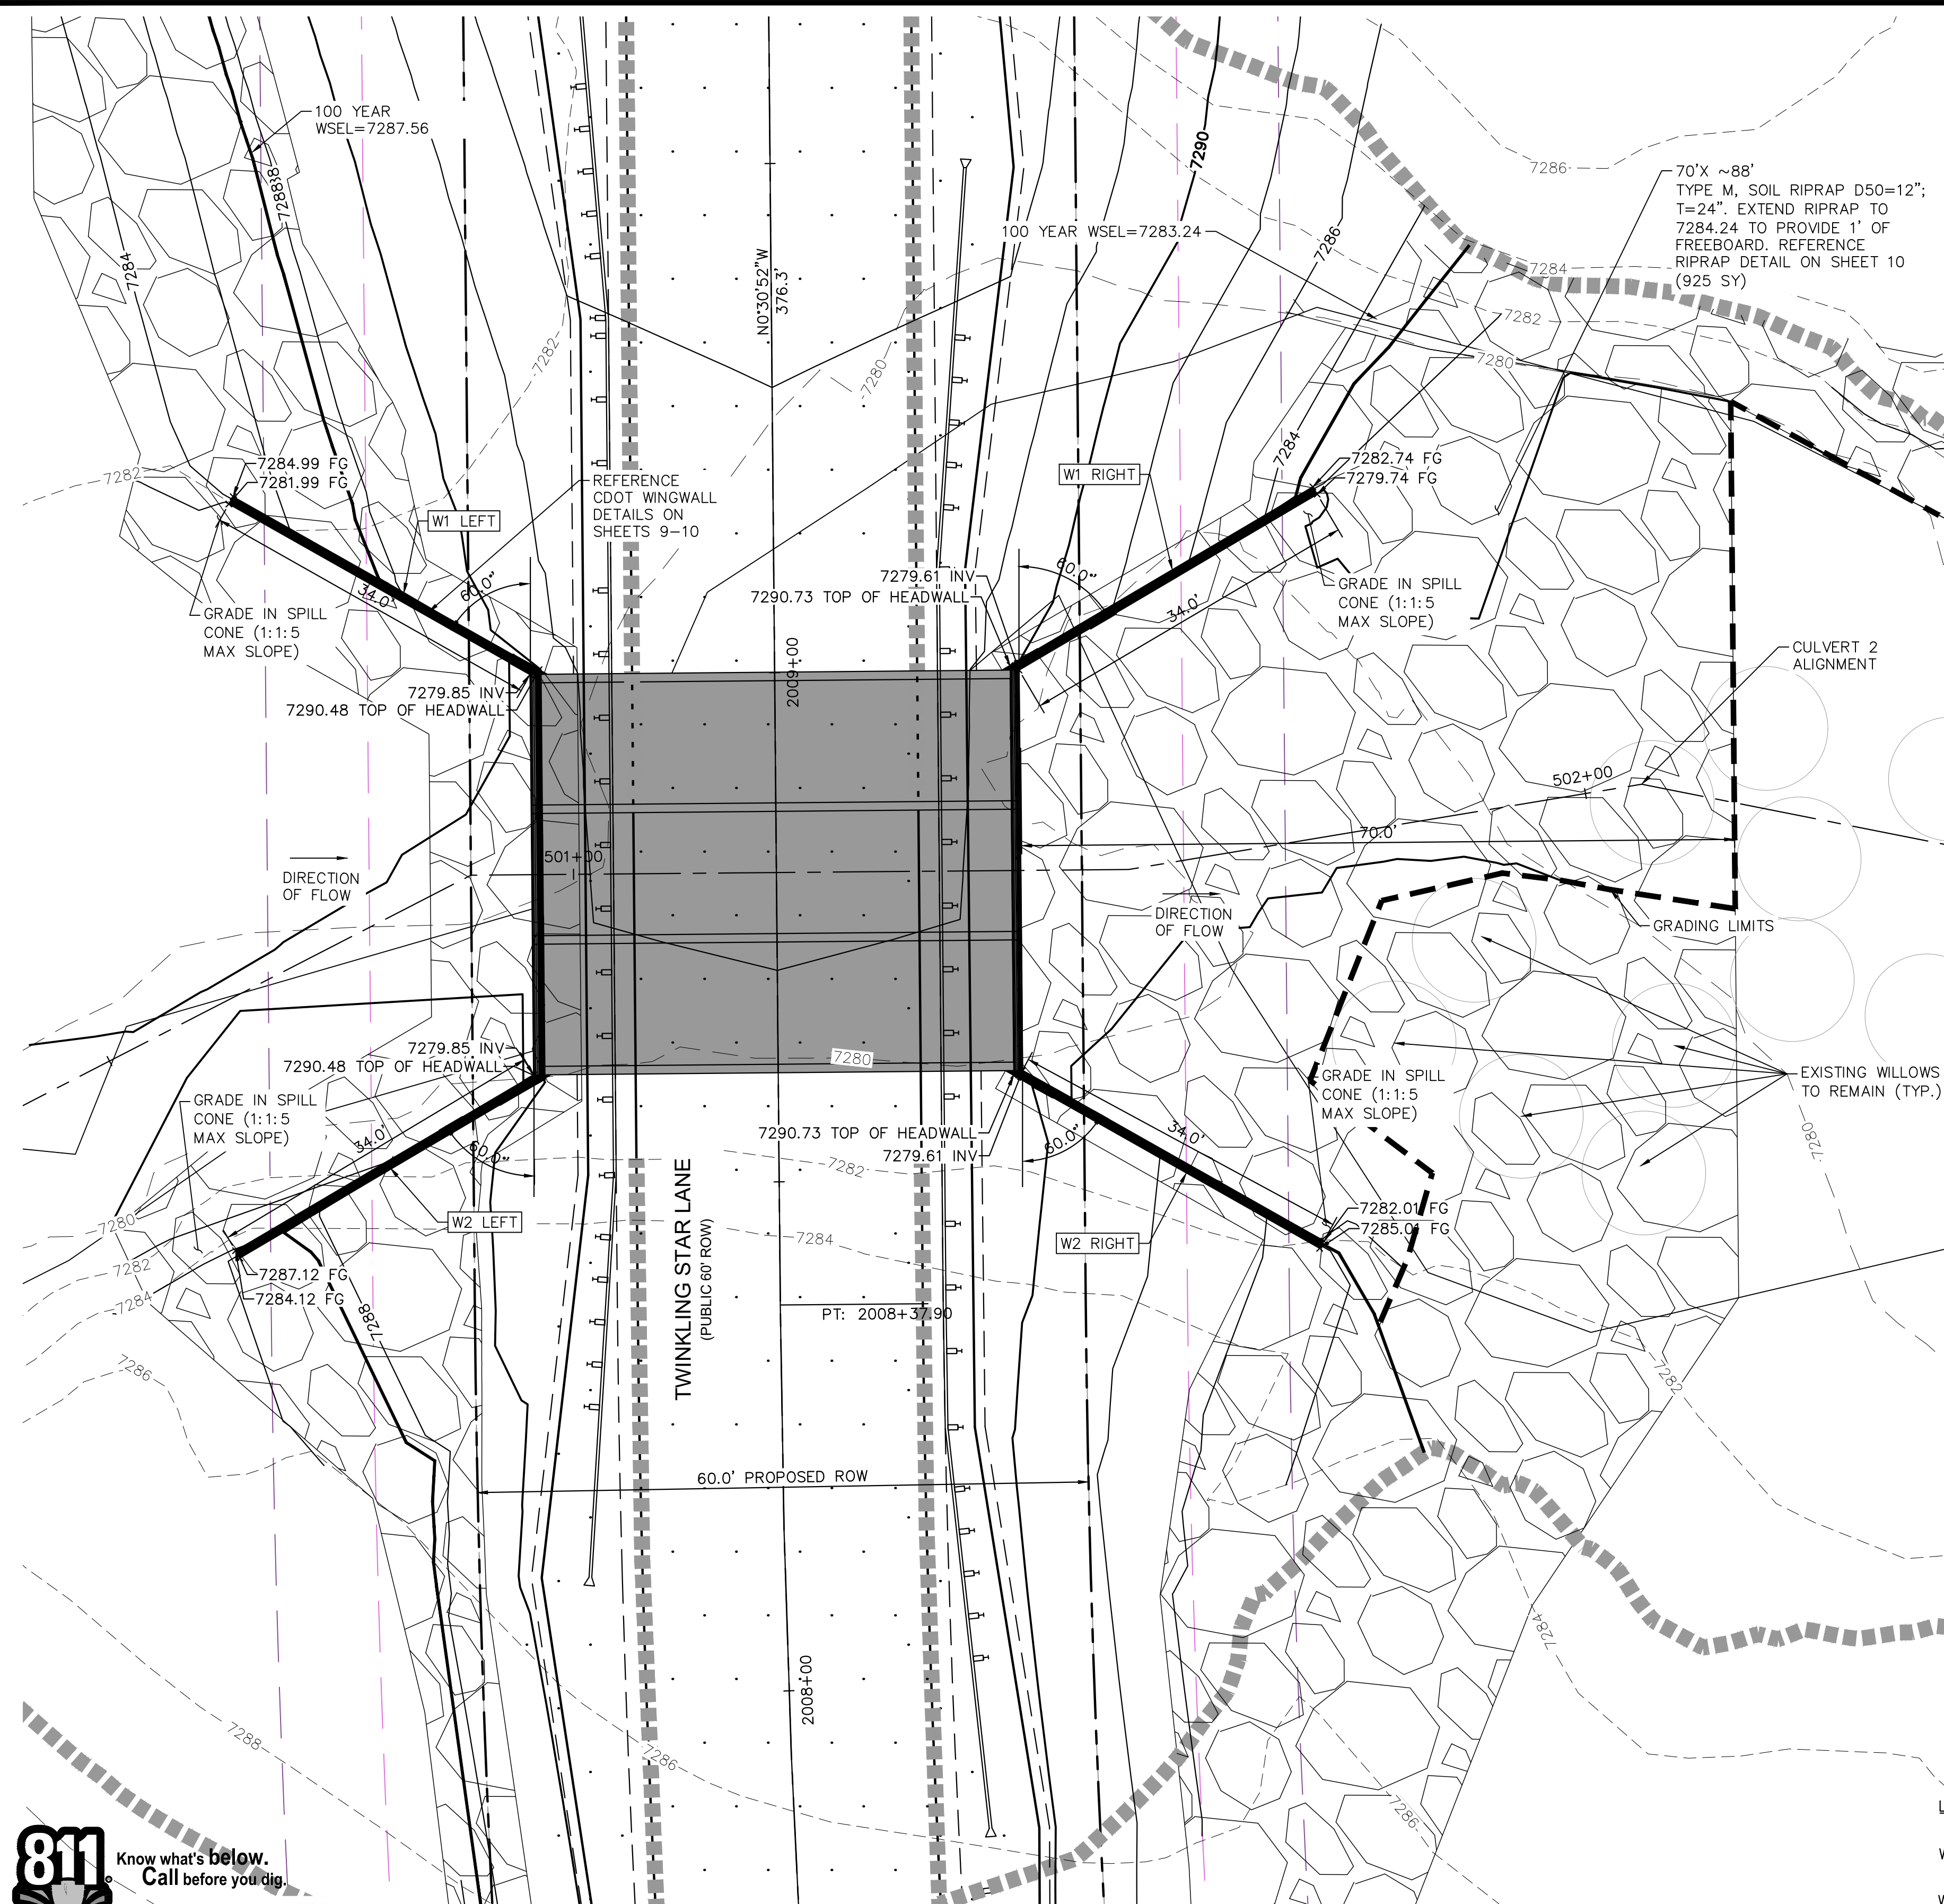 100 YEAR
WSEL=7287.56
7288
7284
N0°30'52"W
376.3'
7290
7286
70'X ~88'
TYPE M, SOIL RIPRAP D50=12";
T=24". EXTEND RIPRAP TO
7284.24 TO PROVIDE 1' OF
FREEBOARD. REFERENCE
RIPRAP DETAIL ON SHEET 10
(925 SY)
100 YEAR WSEL=7283.24
7286
7284
7282
7280
7282
7280
7284
7282
7284.99 FG
7281.99 FG
W1 LEFT
REFERENCE
CDOT WINGWALL
DETAILS ON
SHEETS 9-10
W1 RIGHT
7282.74 FG
7279.74 FG
60.0°
34.0'
60.0°
34.0'
GRADE IN SPILL
CONE (1:1:5
MAX SLOPE)
7279.61 INV
7290.73 TOP OF HEADWALL
GRADE IN SPILL
CONE (1:1:5
MAX SLOPE)
2009+00
CULVERT 2
ALIGNMENT
7279.85 INV
7290.48 TOP OF HEADWALL
502+00
70.0'
501+00
DIRECTION
OF FLOW
DIRECTION
OF FLOW
GRADING LIMITS
7279.85 INV
7290.48 TOP OF HEADWALL
7280
GRADE IN SPILL
CONE (1:1:5
MAX SLOPE)
34.0'
60.0°
7290.73 TOP OF HEADWALL
7279.61 INV
60.0°
34.0'
GRADE IN SPILL
CONE (1:1:5
MAX SLOPE)
EXISTING WILLOWS
TO REMAIN (TYP.)
7280
7282
7280
W2 LEFT
7284
W2 RIGHT
7282.01 FG
7285.01 FG
7282
7284
7287.12 FG
7284.12 FG
7288
7286
TWINKLING STAR LANE
(PUBLIC 60' ROW)
PT: 2008+37.90
7282
60.0' PROPOSED ROW
7284
2008+00
7288
7286
7286
811
Know what's below.
Call before you dig.